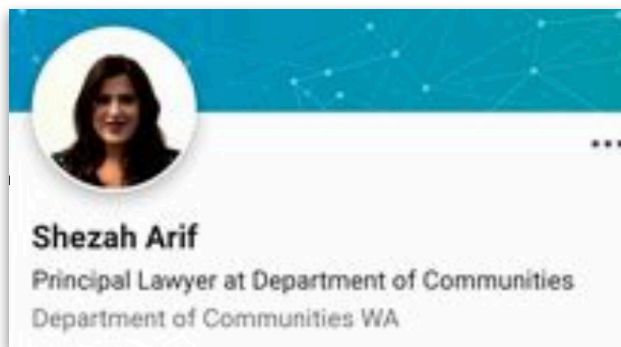 Shezah Arif
Principal Lawyer at Department of Communities
Department of Communities WA